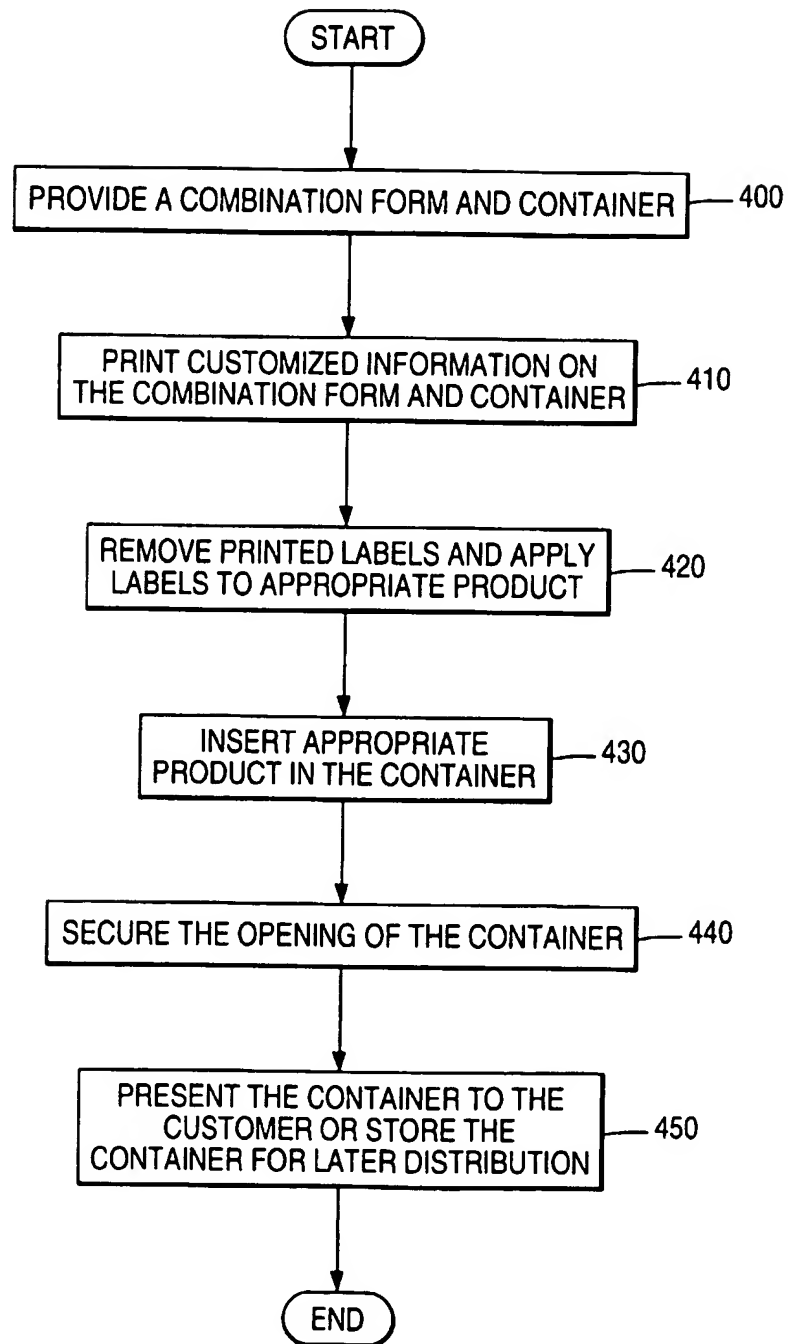 START
PROVIDE A COMBINATION FORM AND CONTAINER
400
PRINT CUSTOMIZED INFORMATION ON
THE COMBINATION FORM AND CONTAINER
410
REMOVE PRINTED LABELS AND APPLY
LABELS TO APPROPRIATE PRODUCT
420
INSERT APPROPRIATE
PRODUCT IN THE CONTAINER
430
SECURE THE OPENING OF THE CONTAINER
440
PRESENT THE CONTAINER TO THE
CUSTOMER OR STORE THE
CONTAINER FOR LATER DISTRIBUTION
450
END